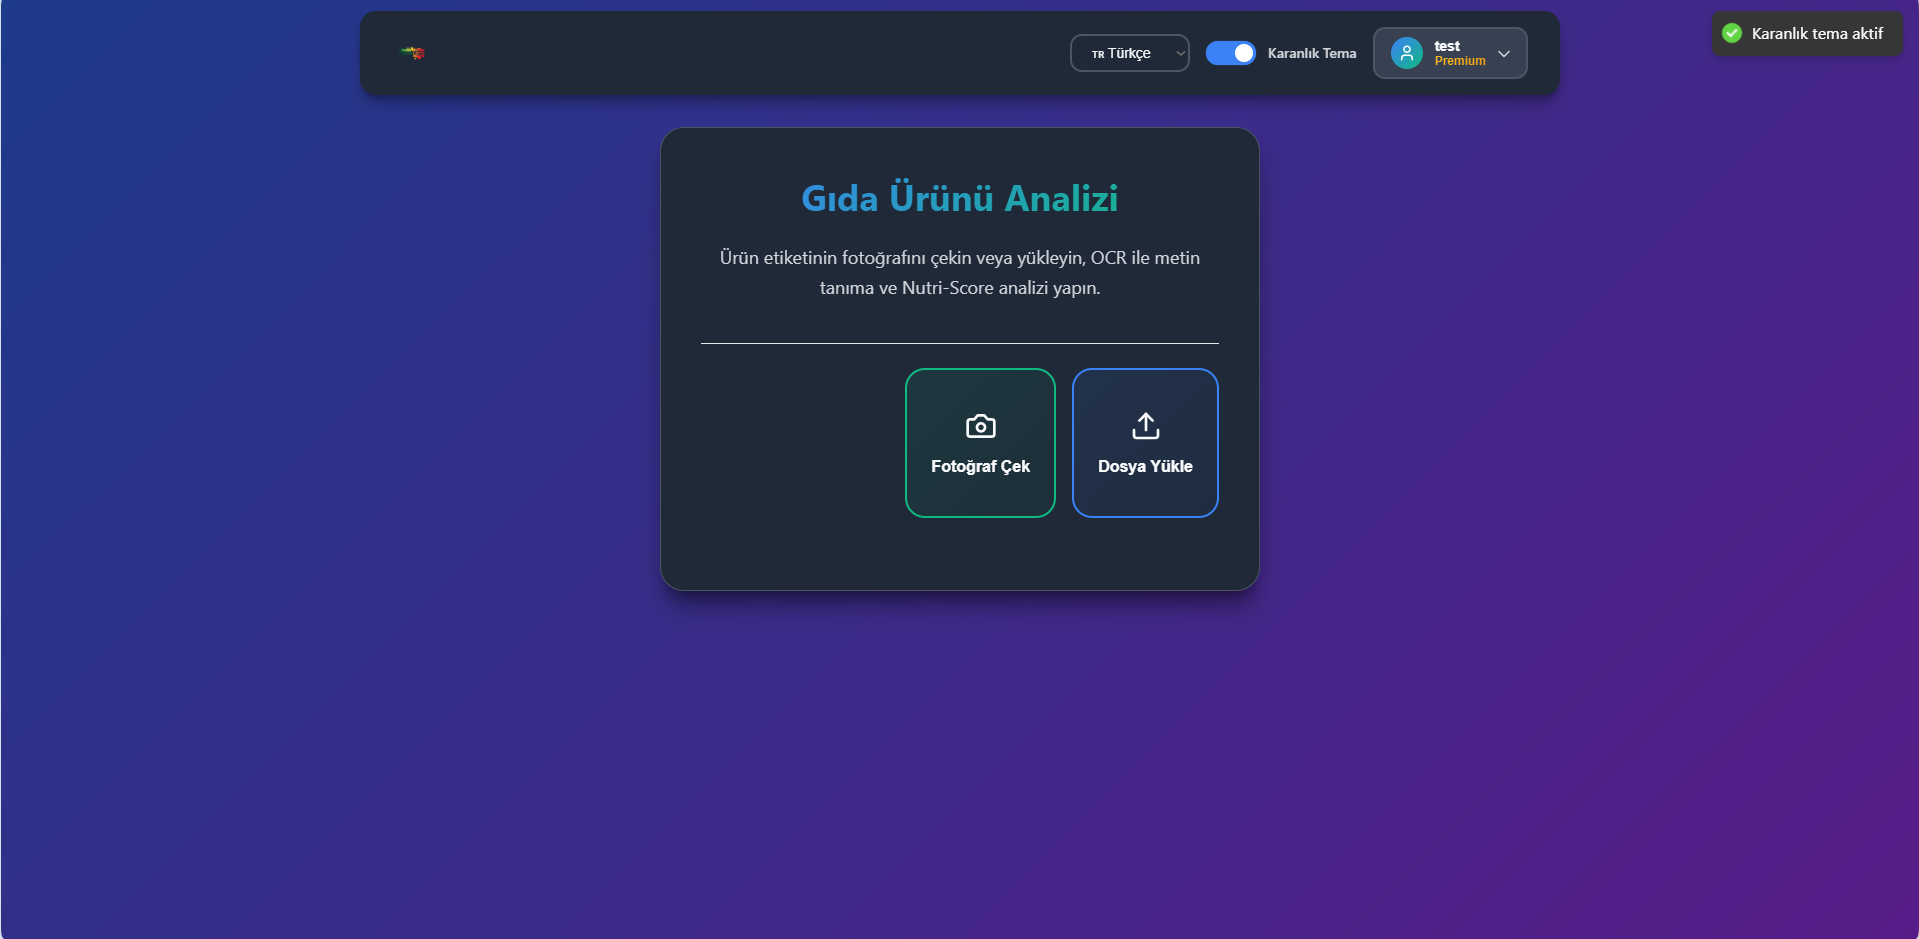 TR Türkçe
Karanlık Tema
test
Premium
Karanlık tema aktif
Gıda Ürünü Analizi
Ürün etiketinin fotoğrafını çekin veya yükleyin, OCR ile metin
tanıma ve Nutri-Score analizi yapın.
Fotoğraf Çek
Dosya Yükle